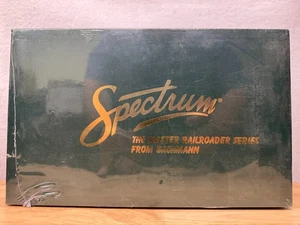 Spectrum®
THE MASTER RAILROADER SERIES
FROM BACHMANN